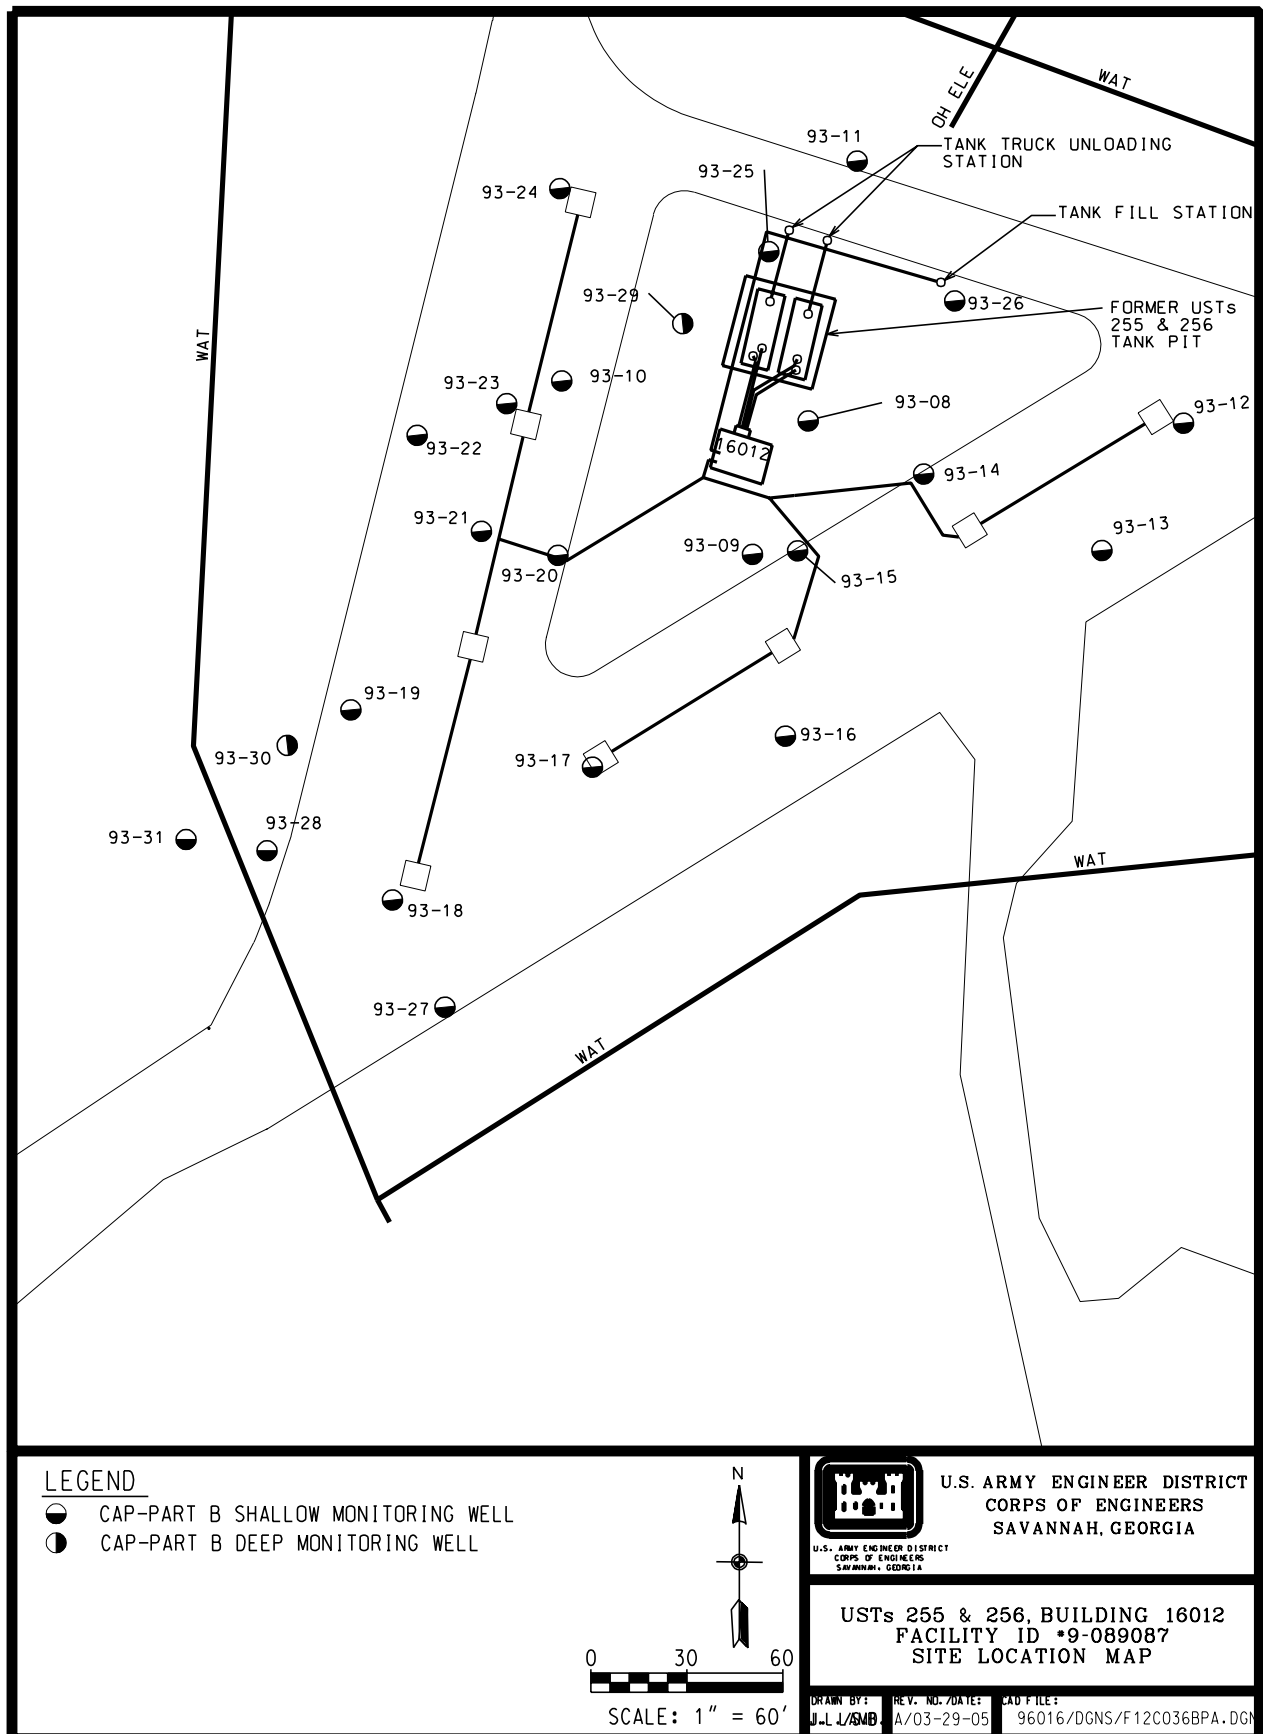 WAT
OH ELE
93-11
TANK TRUCK UNLOADING
STATION
93-25
93-24
TANK FILL STATION
93-29
93-26
FORMER USTs
255 & 256
TANK PIT
WAT
93-10
93-23
93-08
93-12
93-22
16012
93-14
93-21
93-13
93-09
93-20
93-15
93-19
93-16
93-30
93-17
93-28
93-31
WAT
93-18
93-27
WAT
LEGEND
CAP-PART B SHALLOW MONITORING WELL
CAP-PART B DEEP MONITORING WELL
N
0 30 60
SCALE: 1" = 60'
U.S. ARMY ENGINEER DISTRICT
CORPS OF ENGINEERS
SAVANNAH, GEORGIA
U.S. ARMY ENGINEER DISTRICT
CORPS OF ENGINEERS
SAVANNAH, GEORGIA
USTs 255 & 256, BUILDING 16012
FACILITY ID *9-089087
SITE LOCATION MAP
DRAWN BY:
REV. NO./DATE:
A/03-29-05
CAD FILE:
96016/DGNS/F12C036BPA.DGN